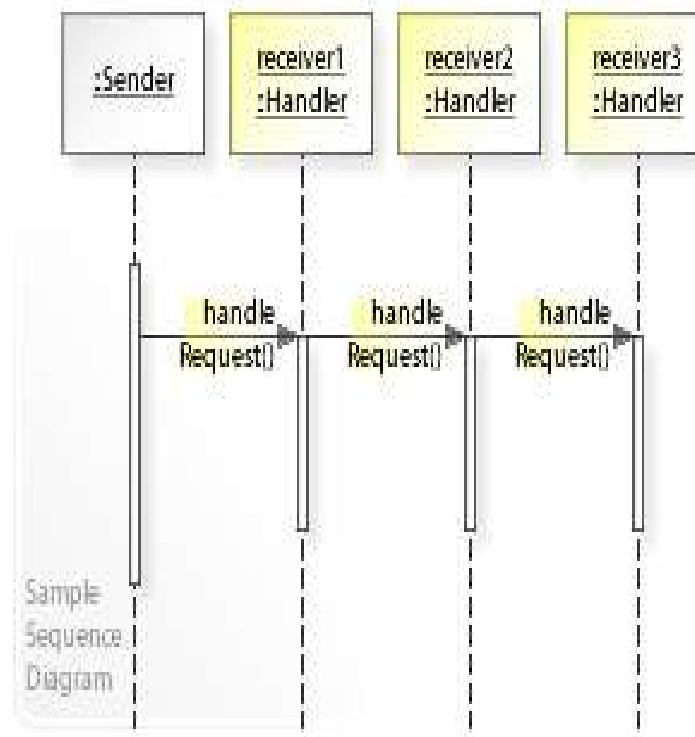 :Sender
receiver1
:Handler
receiver2
:Handler
receiver3
:Handler
handle
Request()
handle
Request()
handle
Request()
Sample
Sequence
Diagram